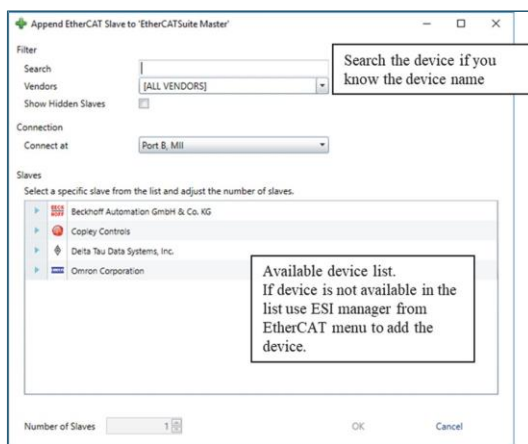 Append EtherCAT Slave to 'EtherCATSuite Master'
Filter
Search
Search the device if you
know the device name
Vendors [ALL VENDORS]
Show Hidden Slaves
Connection
Connect at Port B, MII
Slaves
Select a specific slave from the list and adjust the number of slaves.
Beckhoff Automation GmbH & Co. KG
Copley Controls
Delta Tau Data Systems, Inc.
Omron Corporation
Available device list.
If device is not available in the
list use ESI manager from
EtherCAT menu to add the
device.
Number of Slaves 1 OK Cancel